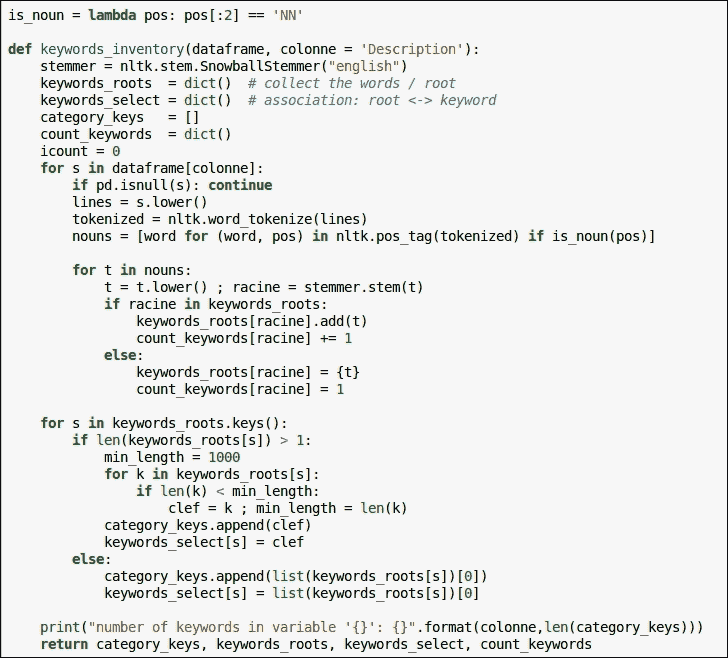 is_noun = lambda pos: pos[:2] == 'NN'

def keywords_inventory(dataframe, colonne = 'Description'):
    stemmer = nltk.stem.SnowballStemmer("english")
    keywords_roots  = dict()  # collect the words / root
    keywords_select = dict()  # association: root <-> keyword
    category_keys   = []
    count_keywords  = dict()
    icount = 0
    for s in dataframe[colonne]:
        if pd.isnull(s): continue
        lines = s.lower()
        tokenized = nltk.word_tokenize(lines)
        nouns = [word for (word, pos) in nltk.pos_tag(tokenized) if is_noun(pos)]

        for t in nouns:
            t = t.lower() ; racine = stemmer.stem(t)
            if racine in keywords_roots:
                keywords_roots[racine].add(t)
                count_keywords[racine] += 1
            else:
                keywords_roots[racine] = {t}
                count_keywords[racine] = 1

    for s in keywords_roots.keys():
        if len(keywords_roots[s]) > 1:
            min_length = 1000
            for k in keywords_roots[s]:
                if len(k) < min_length:
                    clef = k ; min_length = len(k)
            category_keys.append(clef)
            keywords_select[s] = clef
        else:
            category_keys.append(list(keywords_roots[s])[0])
            keywords_select[s] = list(keywords_roots[s])[0]

    print("number of keywords in variable '{}': {}".format(colonne,len(category_keys)))
    return category_keys, keywords_roots, keywords_select, count_keywords